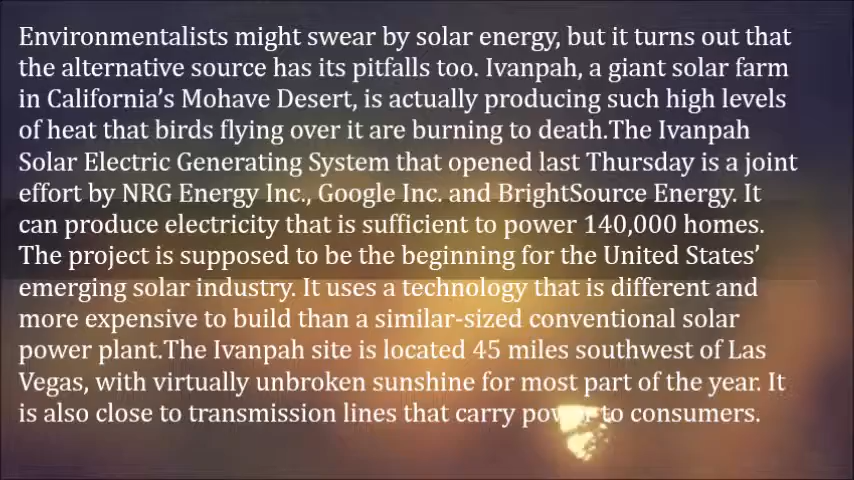 Environmentalists might swear by solar energy, but it turns out that
the alternative source has its pitfalls too. Ivanpah, a giant solar farm
in California’s Mohave Desert, is actually producing such high levels
of heat that birds flying over it are burning to death.The Ivanpah
Solar Electric Generating System that opened last Thursday is a joint
effort by NRG Energy Inc., Google Inc. and BrightSource Energy. It
can produce electricity that is sufficient to power 140,000 homes.
The project is supposed to be the beginning for the United States’
emerging solar industry. It uses a technology that is different and
more expensive to build than a similar-sized conventional solar
power plant.The Ivanpah site is located 45 miles southwest of Las
Vegas, with virtually unbroken sunshine for most part of the year. It
is also close to transmission lines that carry power to consumers.